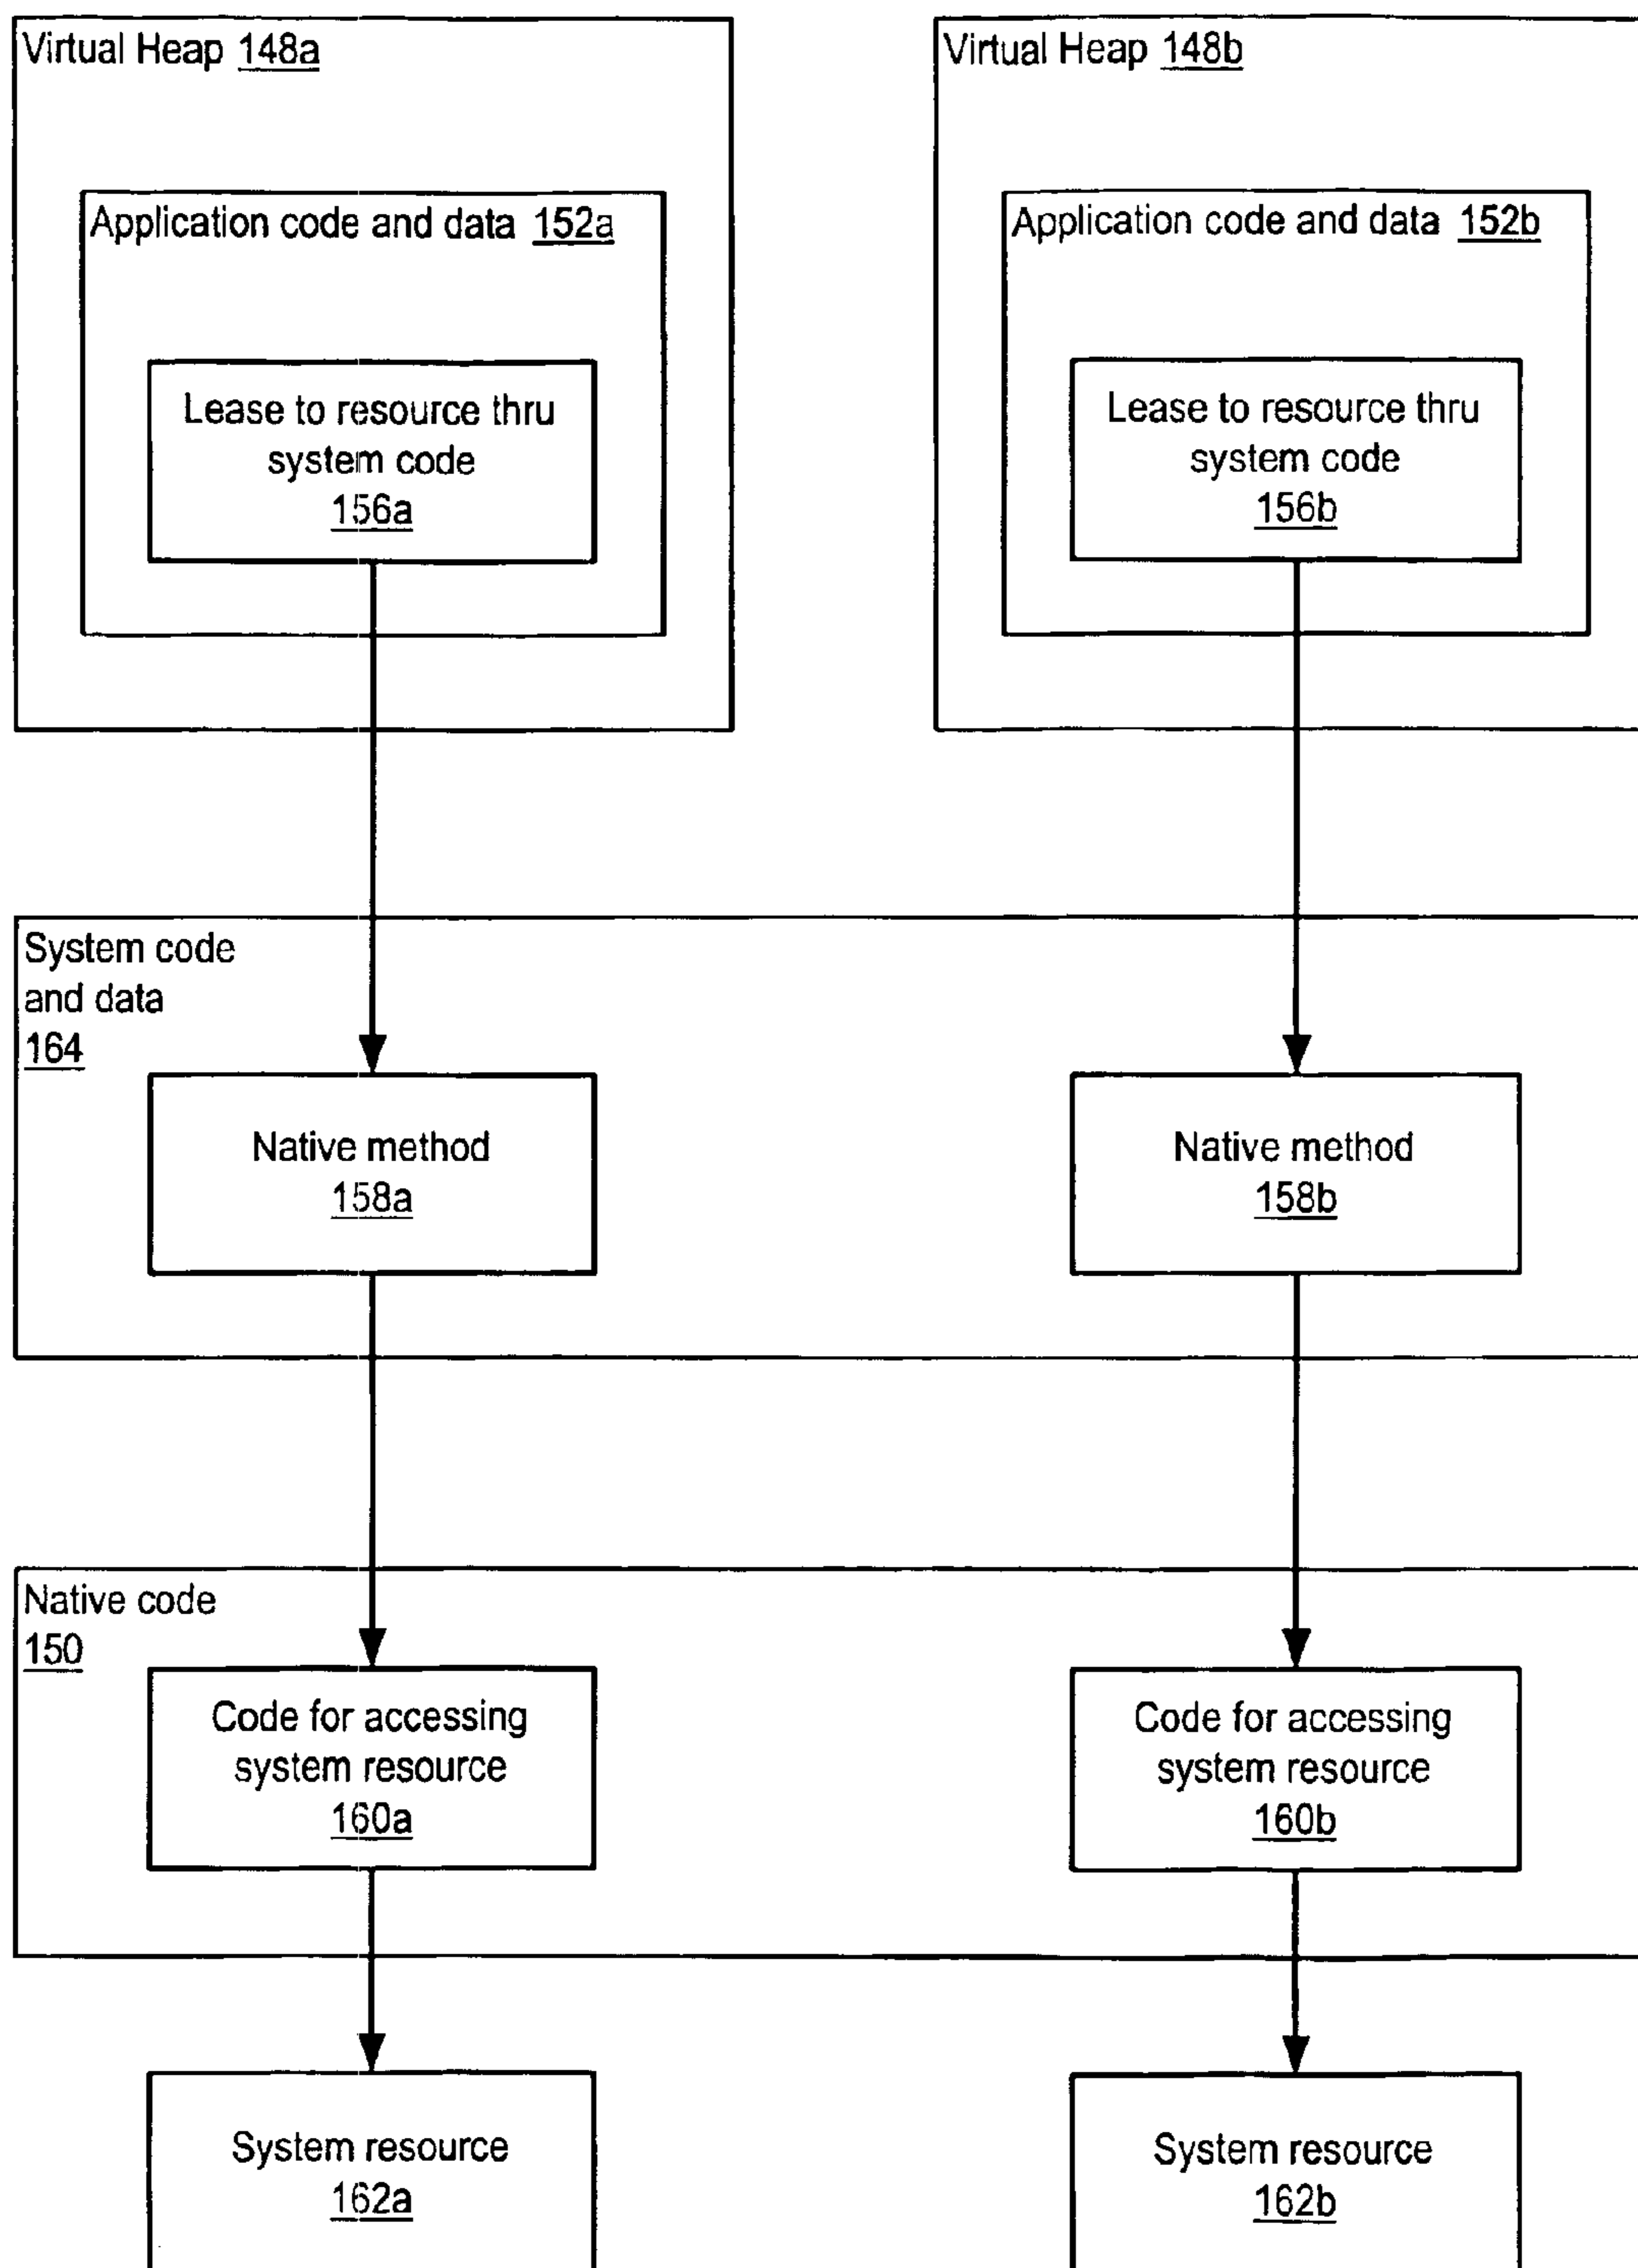 Virtual Heap 148a
Virtual Heap 148b
Application code and data 152a
Application code and data 152b
Lease to resource thru
system code
156a
Lease to resource thru
system code
156b
System code
and data
164
Native method
158a
Native method
158b
Native code
150
Code for accessing
system resource
160a
Code for accessing
system resource
160b
System resource
162a
System resource
162b